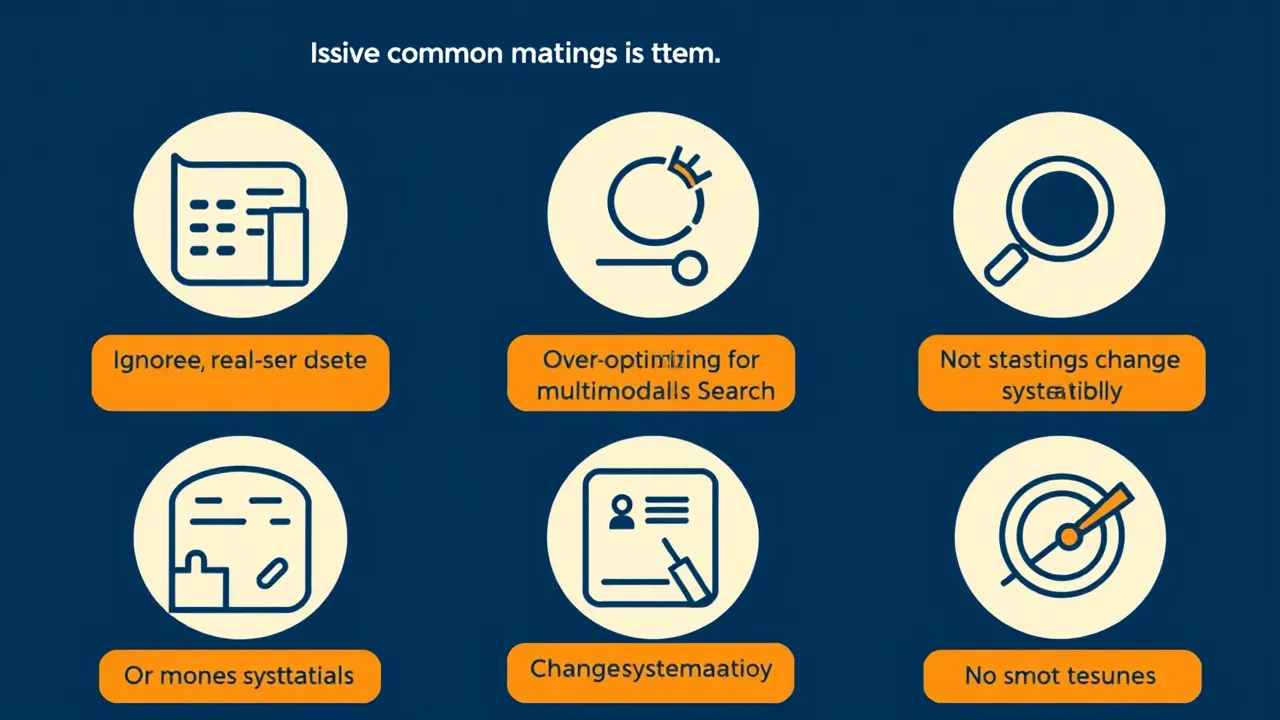 Issive common matings is ttem.
Ignoree, real-ser dsete
Over-optimizing for
multimodalls Search
Not stastings change
systeatiblly
Or mones systtatials
Changesystemaatioy
No smot tesunes